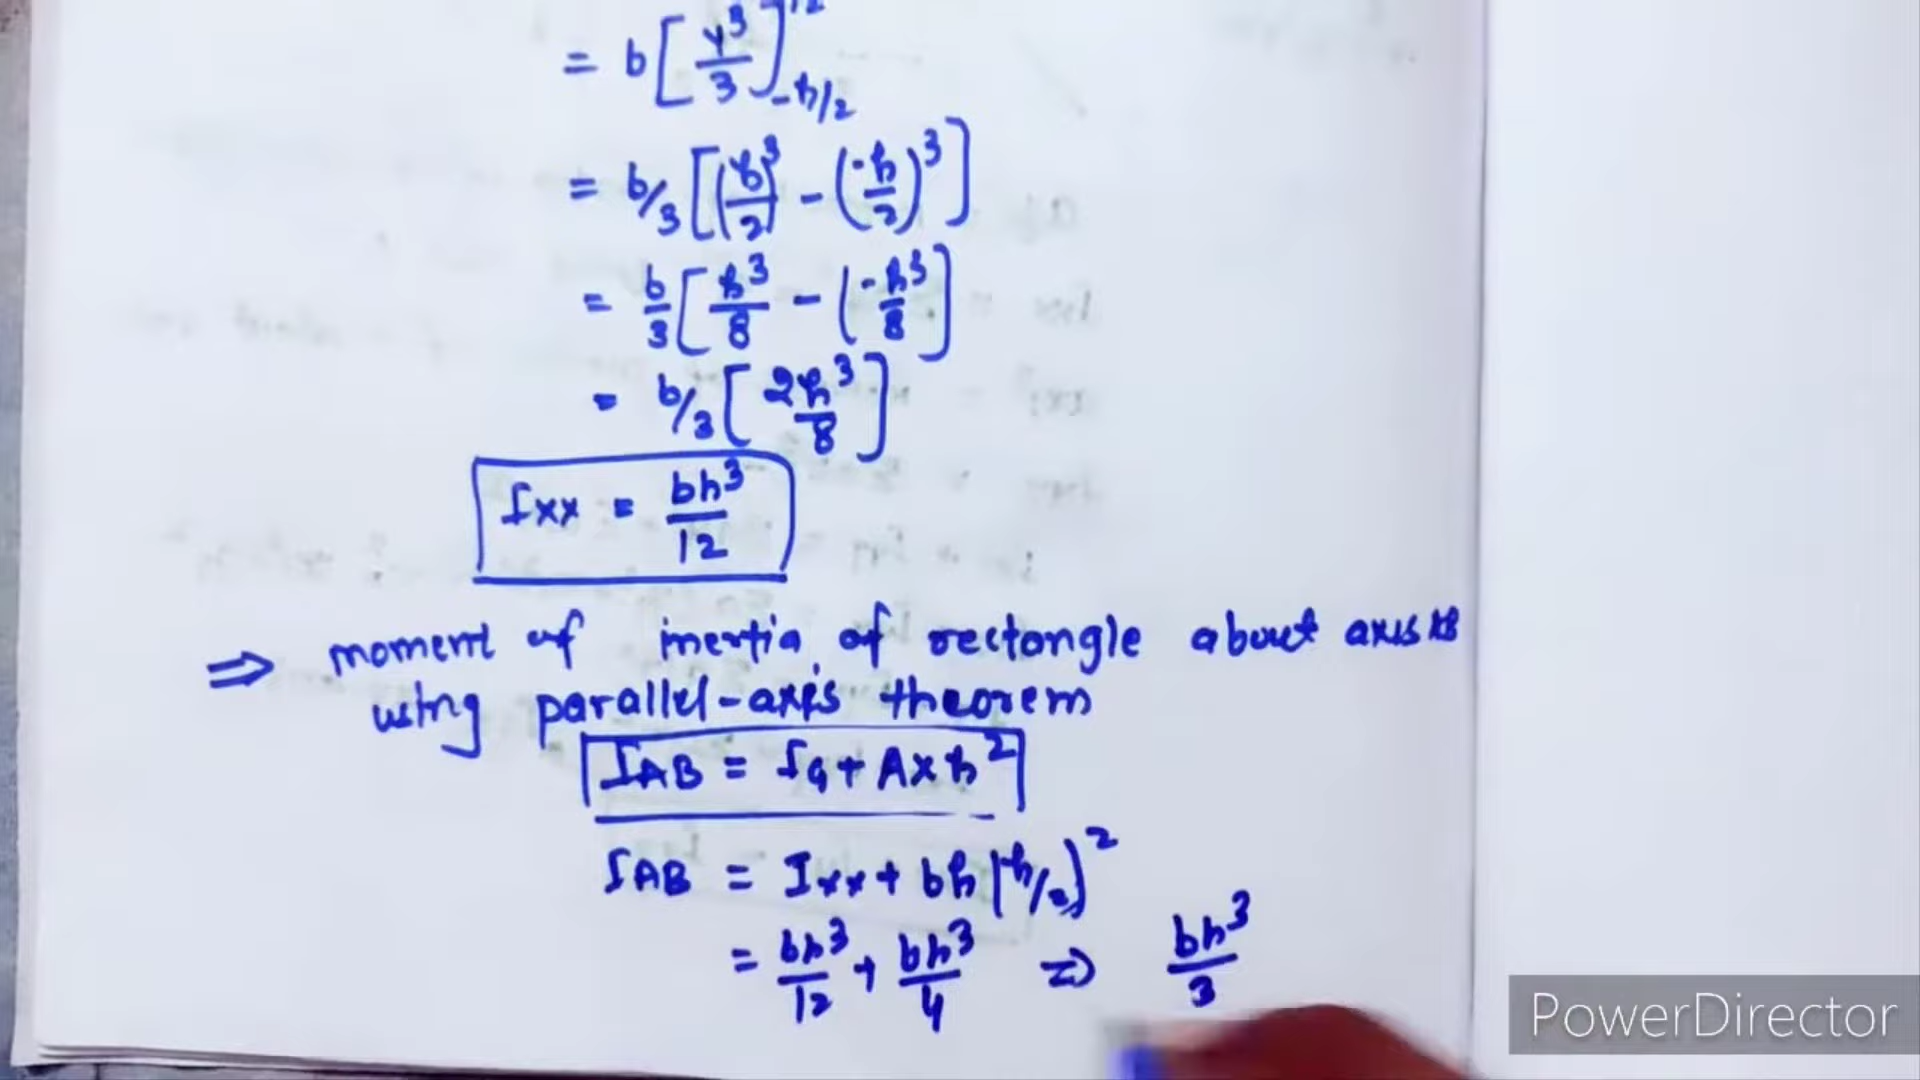 = b[y³/3]-h/2
= b/3[(h/2)³ - (-h/2)³]
= b/3[h³/8 - (-h³/8]
= b/3[2h³/8]
Ixx = bh³/12
⇒ moment of inertia of rectangle about axis
using parallel-axis theorem
IAB = IG + A x h²
IAB = Ixx + bh(h/2)²
= bh³/12 + bh³/4 ⇒ bh³/3
PowerDirector